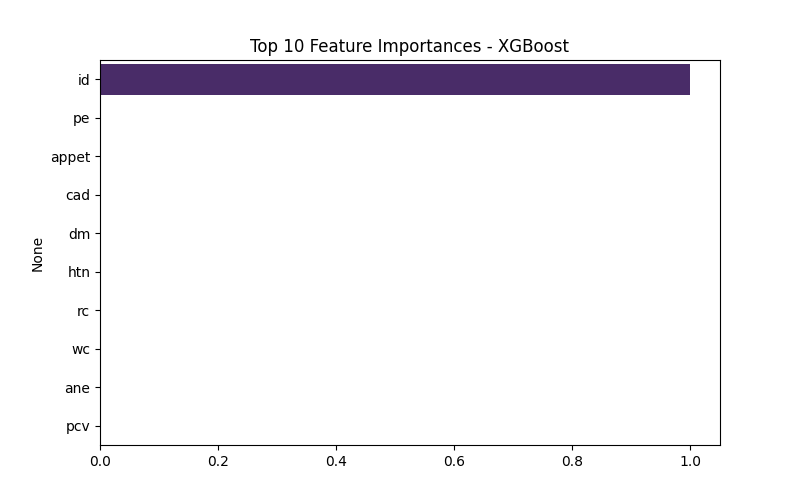 Top 10 Feature Importances - XGBoost
id
pe
appet
cad
dm
htn
rc
wc
ane
pcv
None
0.0 0.2 0.4 0.6 0.8 1.0